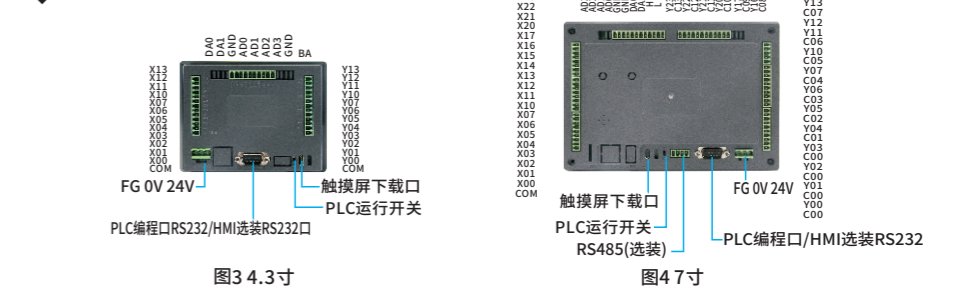 DA0
DA1
GND
AD0
AD1
AD2
AD3
GND
BA
X13
X12
X11
X10
X07
X06
X05
X04
X03
X02
X01
X00
COM
Y13
Y12
Y11
Y10
Y07
Y06
Y05
Y04
Y03
Y02
Y01
Y00
COM
FG 0V 24V
触摸屏下载口
PLC运行开关
PLC编程口RS232/HMI选装RS232口
图3 4.3寸
X22
X21
X20
X17
X16
X15
X14
X13
X12
X11
X10
X07
X06
X05
X04
X03
X02
X01
X00
COM
Y13
C07
Y12
Y11
C06
Y10
C05
Y07
C04
Y06
C03
Y05
C02
Y04
C01
Y03
C00
Y02
C00
Y01
C00
Y00
C00
触摸屏下载口
PLC运行开关
RS485(选装)
FG 0V 24V
PLC编程口/HMI选装RS232
图4 7寸